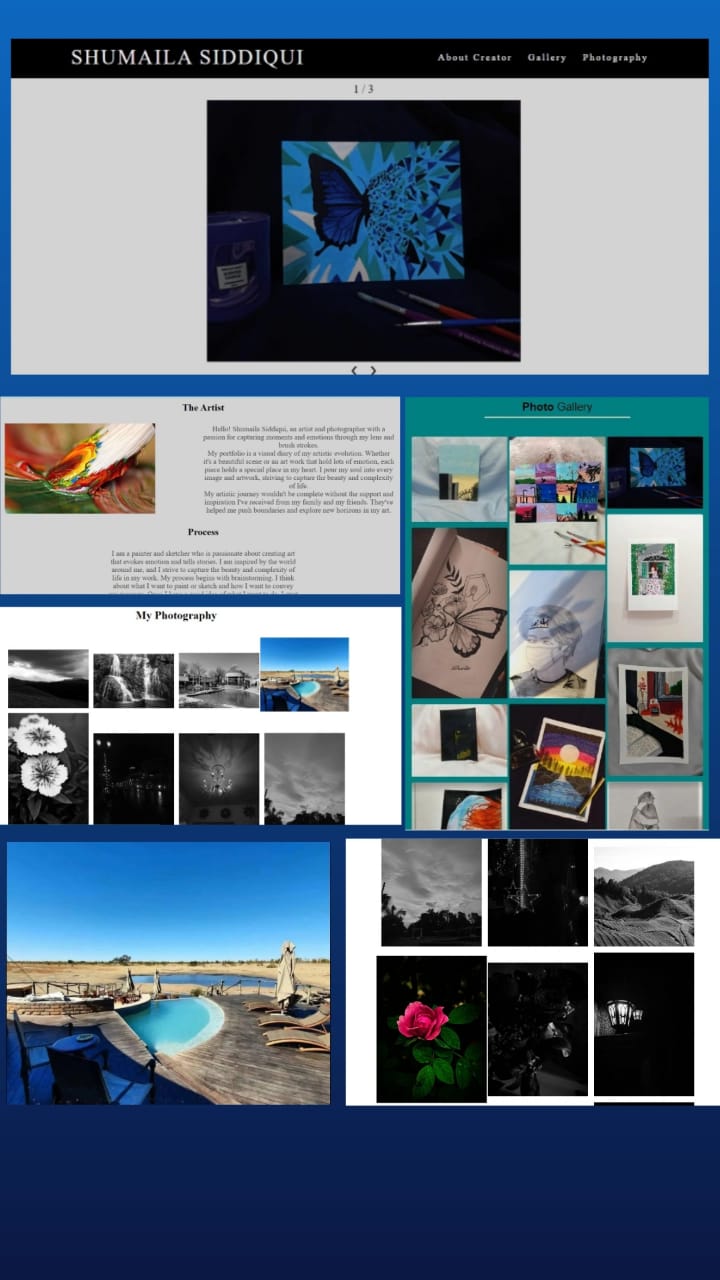 SHUMAILA SIDDIQUI
About Creator Gallery Photography
1 / 3
The Artist
Hello! Shumaila Siddiqui, an artist and photographer with a
passion for capturing moments and emotions through my lens and
brush strokes.
My portfolio is a visual diary of my artistic evolution. Whether
it's a beautiful scene or an art work that hold lots of emotion, each
piece holds a special place in my heart. I pour my soul into every
image and artwork, striving to capture the beauty and complexity
of life.
My artistic journey wouldn't be complete without the support and
inspiration I've received from my family and my friends. They've
helped me push boundaries and explore new horizons in my art.
Process
I am a painter and sketcher who is passionate about creating art
that evokes emotion and tells stories. I am inspired by the world
around me, and I strive to capture the beauty and complexity of
life in my work. My process begins with brainstorming. I think
about what I want to paint or sketch and how I want to convey
Photo Gallery
My Photography